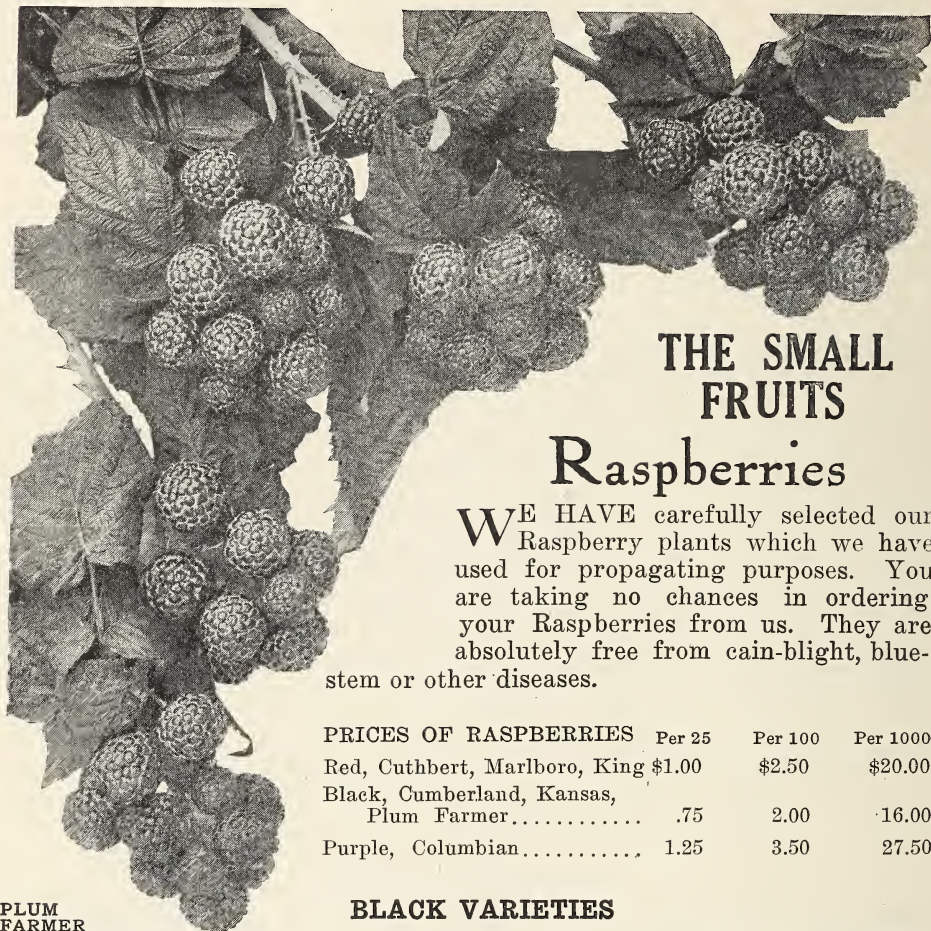 THE SMALL
FRUITS
Raspberries
WE HAVE carefully selected our
Raspberry plants which we have
used for propagating purposes. You
are taking no chances in ordering
your Raspberries from us. They are
absolutely free from cain-blight, blue-
stem or other diseases.
PRICES OF RASPBERRIES Per 25 Per 100 Per 1000
Red, Cuthbert, Marlboro, King $1.00 $2.50 $20.00
Black, Cumberland, Kansas,
Plum Farmer............ .75 2.00 16.00
Purple, Columbian........... 1.25 3.50 27.50
PLUM
FARMER
BLACK VARIETIES